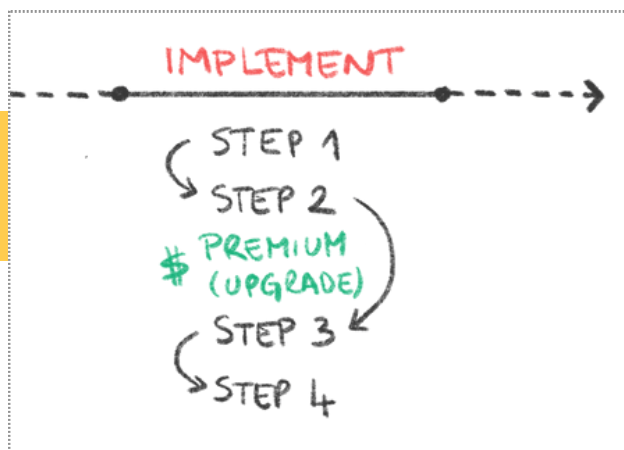 IMPLEMENT
STEP 1
STEP 2
$ PREMIUM
(UPGRADE)
STEP 3
STEP 4